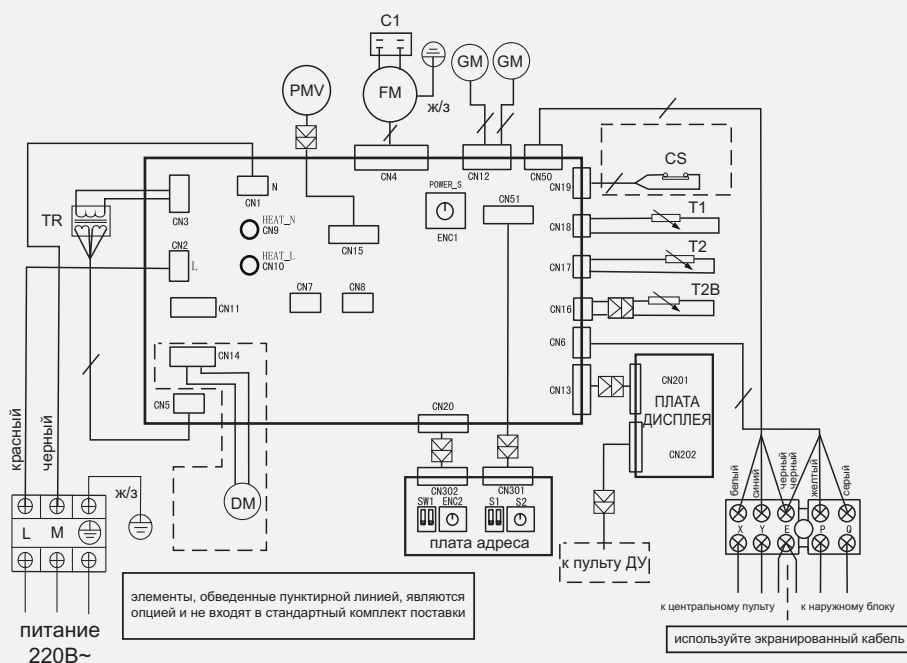 C1
PMV
FM
ж/з
GM
GM
CN4
CN12
CN50
CN19
CS
TR
CN3
CN1
N
HEAT_N
CN9
POWER_S
ENC1
CN51
CN15
CN18
T1
CN2
L
HEAT_L
CN10
CN17
T2
CN7
CN8
CN11
CN16
T2B
CN6
CN14
CN5
CN13
CN201
ПЛАТА
ДИСПЛЕЯ
CN202
CN20
красный
черный
ж/з
L
M
DM
CN302
CN301
SW1
ENC2
S1
S2
плата адреса
к пульту ДУ
белый
синий
черный
черный
желтый
серый
X
Y
E
P
Q
к центральному пульту
к наружному блоку
используйте экранированный кабель
элементы, обведенные пунктирной линией, являются
опцией и не входят в стандартный комплект поставки
питание
220В~